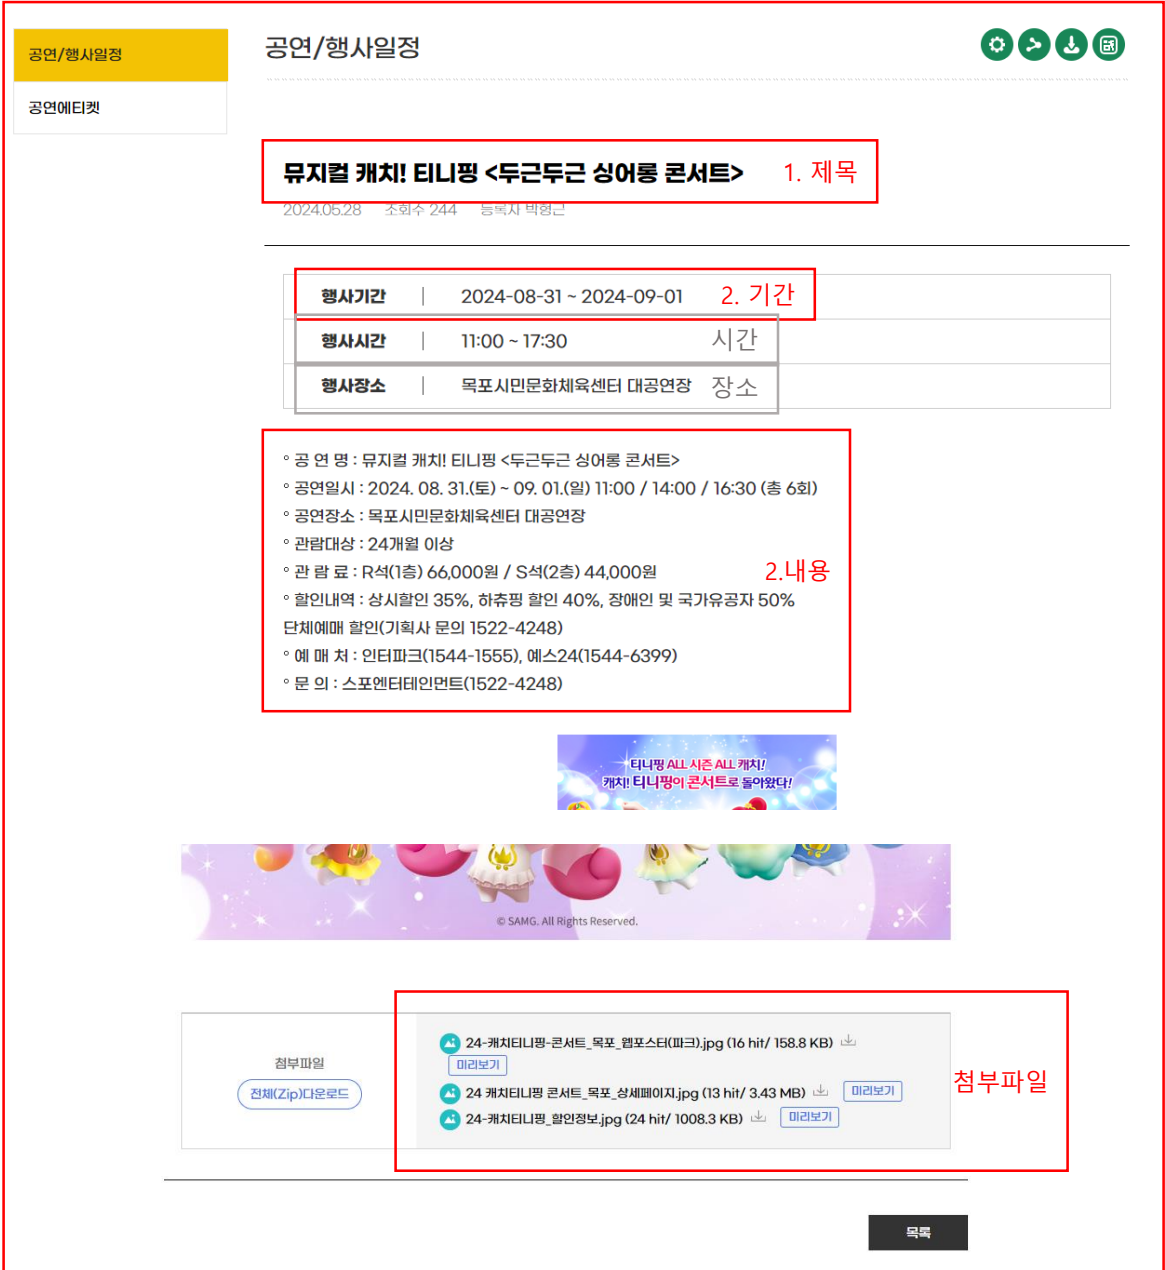 공연/행사일정
공연에티켓
공연/행사일정
뮤지컬 캐치! 티니핑 <두근두근 싱어롱 콘서트> 1. 제목
2024.05.28 조회수 244 등록자 박형근
행사기간 2024-08-31 ~ 2024-09-01 2. 기간
행사시간 11:00 ~ 17:30 시간
행사장소 목포시민문화체육센터 대공연장 장소
° 공 연 명 : 뮤지컬 캐치! 티니핑 <두근두근 싱어롱 콘서트>
° 공연일시 : 2024. 08. 31.(토) ~ 09. 01.(일) 11:00 / 14:00 / 16:30 (총 6회)
° 공연장소 : 목포시민문화체육센터 대공연장
° 관람대상 : 24개월 이상
° 관 람 료 : R석(1층) 66,000원 / S석(2층) 44,000원 2.내용
° 할인내역 : 상시할인 35%, 하츄핑 할인 40%, 장애인 및 국가유공자 50%
단체예매 할인(기획사 문의 1522-4248)
° 예 매 처 : 인터파크(1544-1555), 예스24(1544-6399)
° 문 의 : 스포엔터테인먼트(1522-4248)
티니핑 ALL 시즌 ALL 캐치!
캐치! 티니핑이 콘서트로 돌아왔다!
© SAMG. All Rights Reserved.
첨부파일
전체(Zip)다운로드
24-캐치티니핑-콘서트_목포_웹포스터(파크).jpg (16 hit/ 158.8 KB)
미리보기
24 캐치티니핑 콘서트_목포_상세페이지.jpg (13 hit/ 3.43 MB) 미리보기
24-캐치티니핑_할인정보.jpg (24 hit/ 1008.3 KB) 미리보기
첨부파일
목록